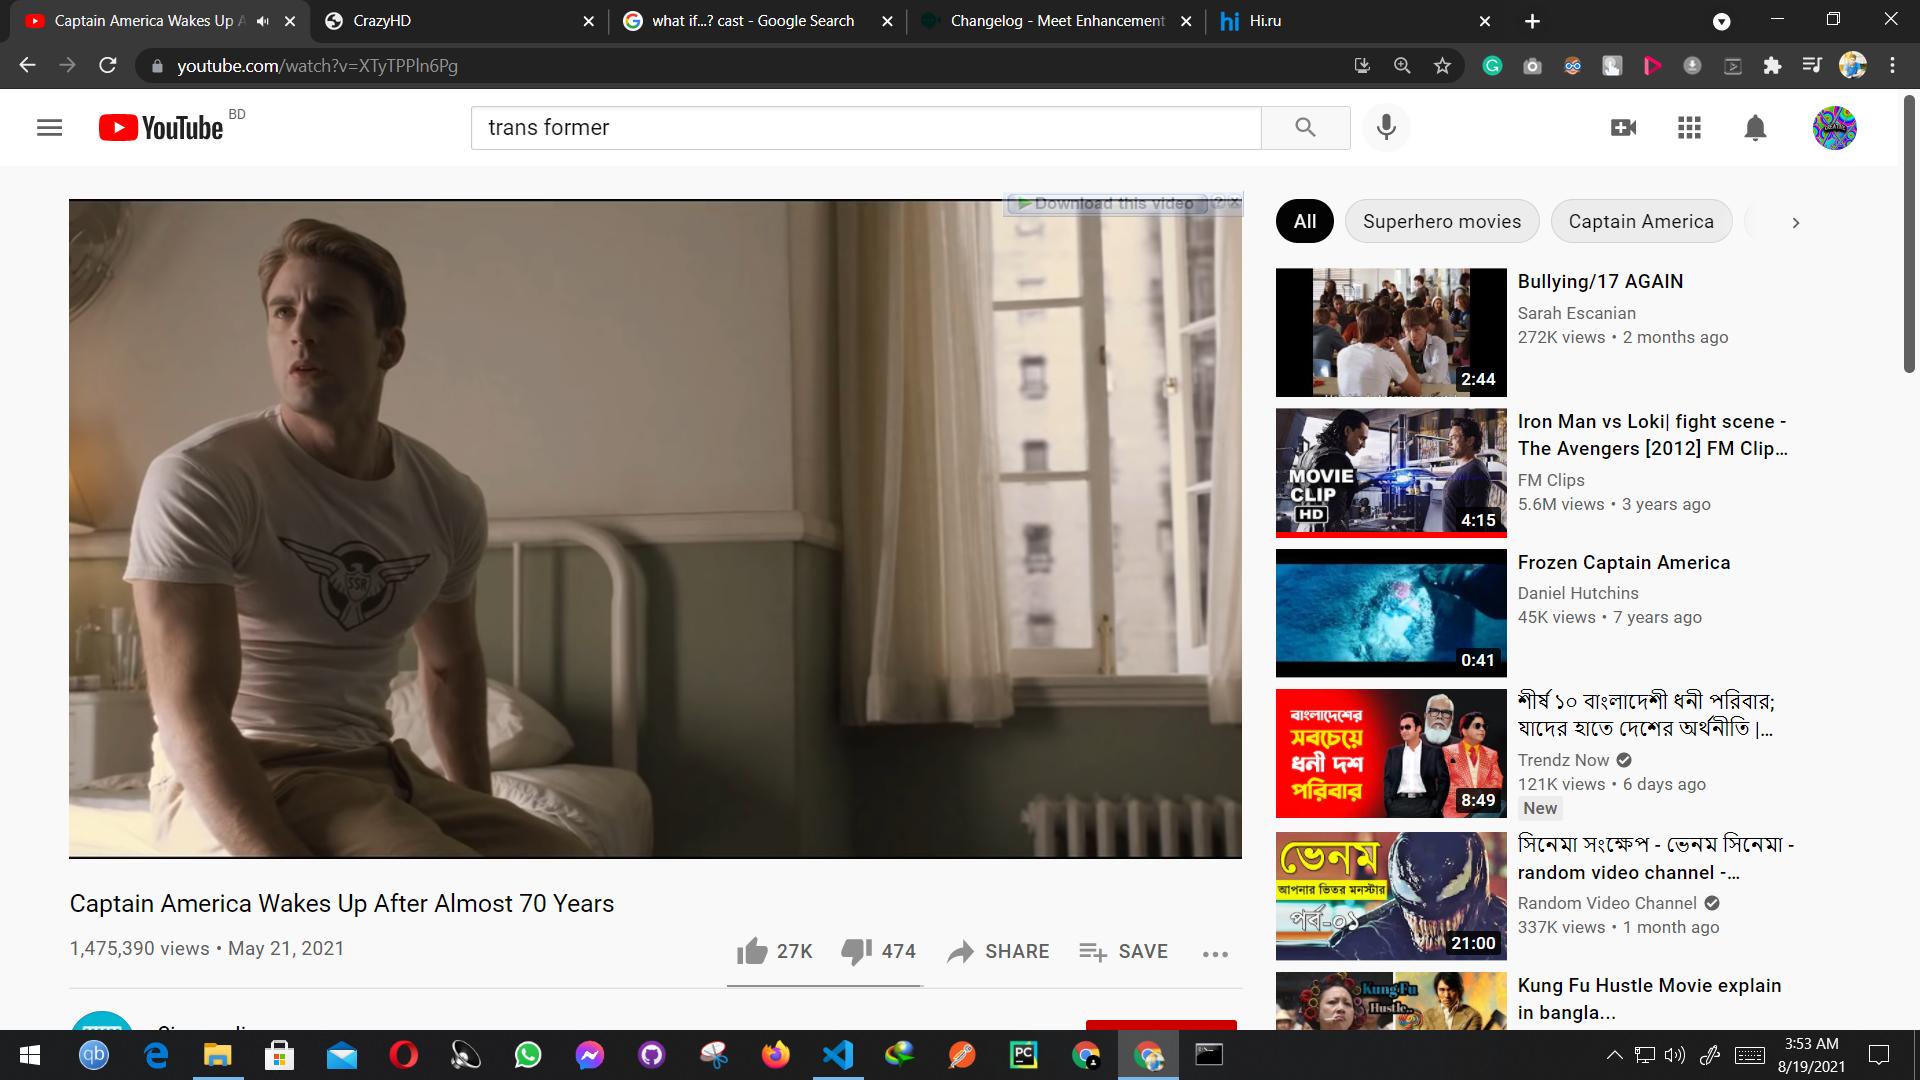 Captain America Wakes Up A
CrazyHD
what if...? cast - Google Search
Changelog - Meet Enhancement
hi Hi.ru
youtube.com/watch?v=XTyTPPln6Pg
YouTube BD
trans former
Download this video
SSR
All
Superhero movies
Captain America
Bullying/17 AGAIN
Sarah Escanian
272K views • 2 months ago
2:44
Iron Man vs Loki| fight scene -
The Avengers [2012] FM Clip...
FM Clips
5.6M views • 3 years ago
MOVIE
CLIP
HD
4:15
Frozen Captain America
Daniel Hutchins
45K views • 7 years ago
0:41
শীর্ষ ১০ বাংলাদেশী ধনী পরিবার;
যাদের হাতে দেশের অর্থনীতি |...
Trendz Now
121K views • 6 days ago
New
বাংলাদেশের
সবচেয়ে
ধনী দশ
পরিবার
8:49
সিনেমা সংক্ষেপ - ভেনম সিনেমা -
random video channel -...
Random Video Channel
337K views • 1 month ago
ভেনম
আপনার ভিতর মনস্টার
পর্ব-০১
21:00
Kung Fu Hustle Movie explain
in bangla...
Kung Fu
Hustle..
Captain America Wakes Up After Almost 70 Years
1,475,390 views • May 21, 2021
27K
474
SHARE
SAVE
qb
PC
3:53 AM
8/19/2021